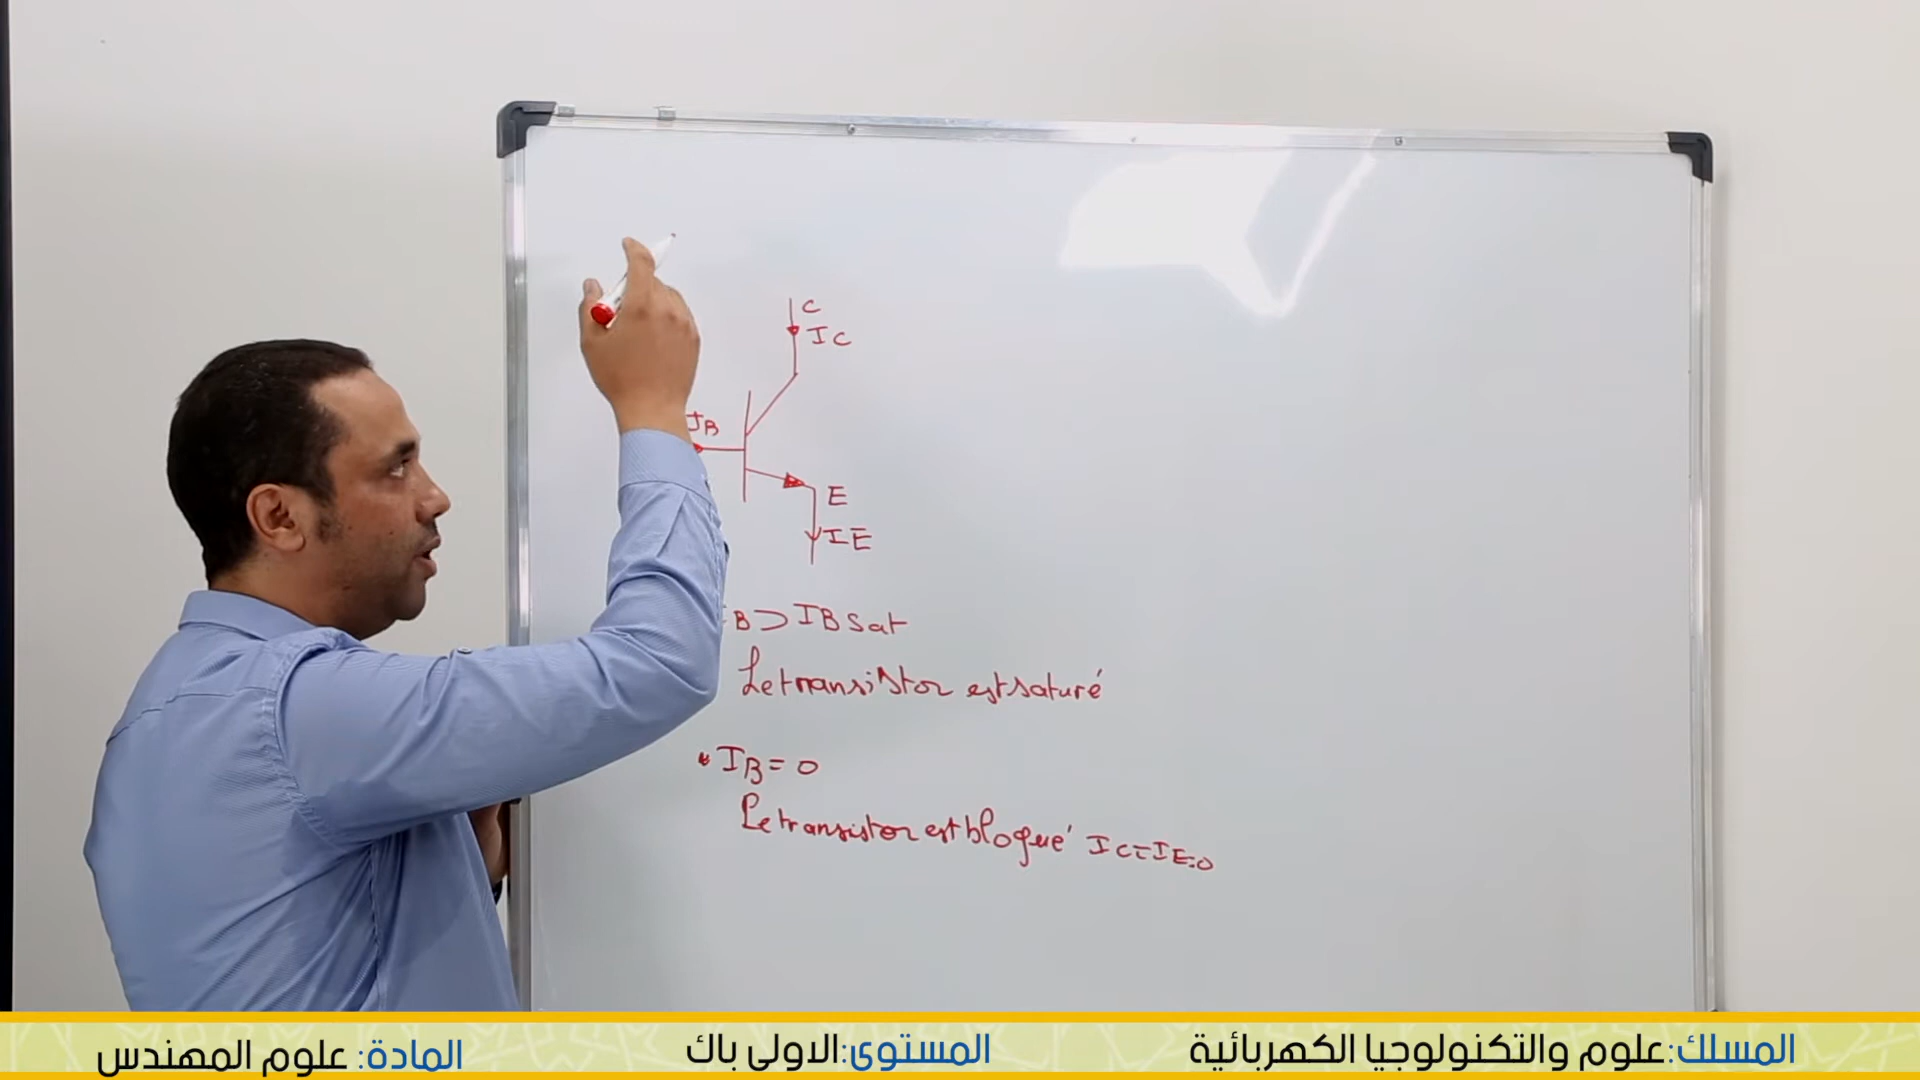 C
IC
IB
E
IE
B > IB Sat
Le transistor est saturé
• IB = 0
Le transistor est bloqué IC=IE=0
المسلك: علوم والتكنولوجيا الكهربائية
المستوى: الاولى باك
المادة: علوم المهندس